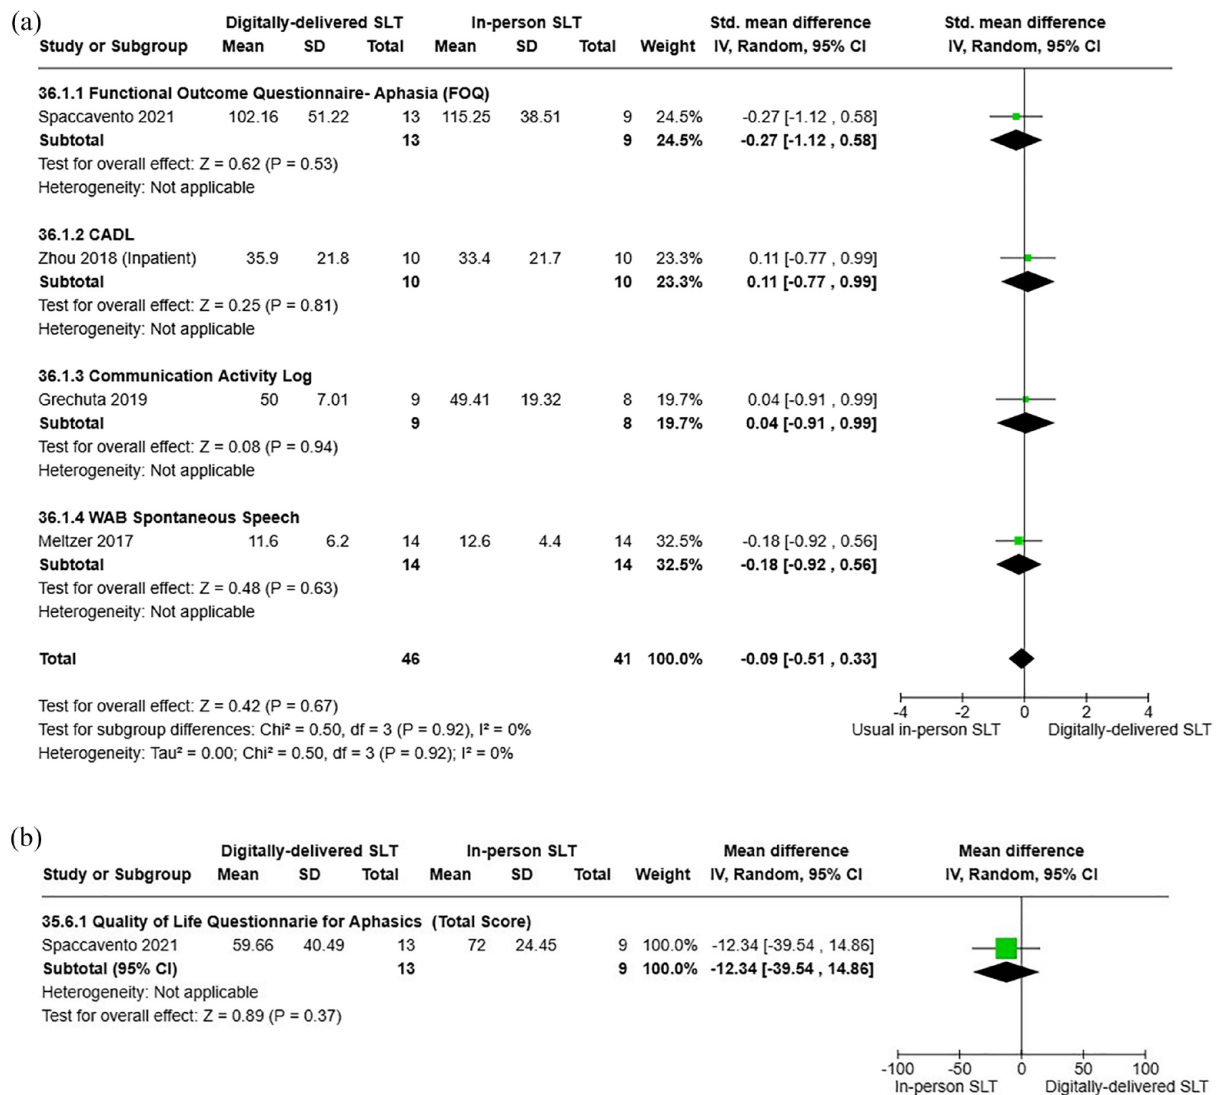 (a)
Digitally-delivered SLT In-person SLT Std. mean difference Std. mean difference
Study or Subgroup Mean SD Total Mean SD Total Weight IV, Random, 95% CI IV, Random, 95% CI
36.1.1 Functional Outcome Questionnaire- Aphasia (FOQ)
Spaccavento 2021 102.16 51.22 13 115.25 38.51 9 24.5% -0.27 [-1.12 , 0.58]
Subtotal 13 9 24.5% -0.27 [-1.12 , 0.58]
Test for overall effect: Z = 0.62 (P = 0.53)
Heterogeneity: Not applicable
36.1.2 CADL
Zhou 2018 (Inpatient) 35.9 21.8 10 33.4 21.7 10 23.3% 0.11 [-0.77 , 0.99]
Subtotal 10 10 23.3% 0.11 [-0.77 , 0.99]
Test for overall effect: Z = 0.25 (P = 0.81)
Heterogeneity: Not applicable
36.1.3 Communication Activity Log
Grechuta 2019 50 7.01 9 49.41 19.32 8 19.7% 0.04 [-0.91 , 0.99]
Subtotal 9 8 19.7% 0.04 [-0.91 , 0.99]
Test for overall effect: Z = 0.08 (P = 0.94)
Heterogeneity: Not applicable
36.1.4 WAB Spontaneous Speech
Meltzer 2017 11.6 6.2 14 12.6 4.4 14 32.5% -0.18 [-0.92 , 0.56]
Subtotal 14 14 32.5% -0.18 [-0.92 , 0.56]
Test for overall effect: Z = 0.48 (P = 0.63)
Heterogeneity: Not applicable
Total 46 41 100.0% -0.09 [-0.51 , 0.33]
Test for overall effect: Z = 0.42 (P = 0.67)
Test for subgroup differences: Chi² = 0.50, df = 3 (P = 0.92), I² = 0%
Heterogeneity: Tau² = 0.00; Chi² = 0.50, df = 3 (P = 0.92); I² = 0%
-4 -2 0 2 4
Usual in-person SLT Digitally-delivered SLT
(b)
Digitally-delivered SLT In-person SLT Mean difference Mean difference
Study or Subgroup Mean SD Total Mean SD Total Weight IV, Random, 95% CI IV, Random, 95% CI
35.6.1 Quality of Life Questionnarie for Aphasics (Total Score)
Spaccavento 2021 59.66 40.49 13 72 24.45 9 100.0% -12.34 [-39.54 , 14.86]
Subtotal (95% CI) 13 9 100.0% -12.34 [-39.54 , 14.86]
Heterogeneity: Not applicable
Test for overall effect: Z = 0.89 (P = 0.37)
-100 -50 0 50 100
In-person SLT Digitally-delivered SLT